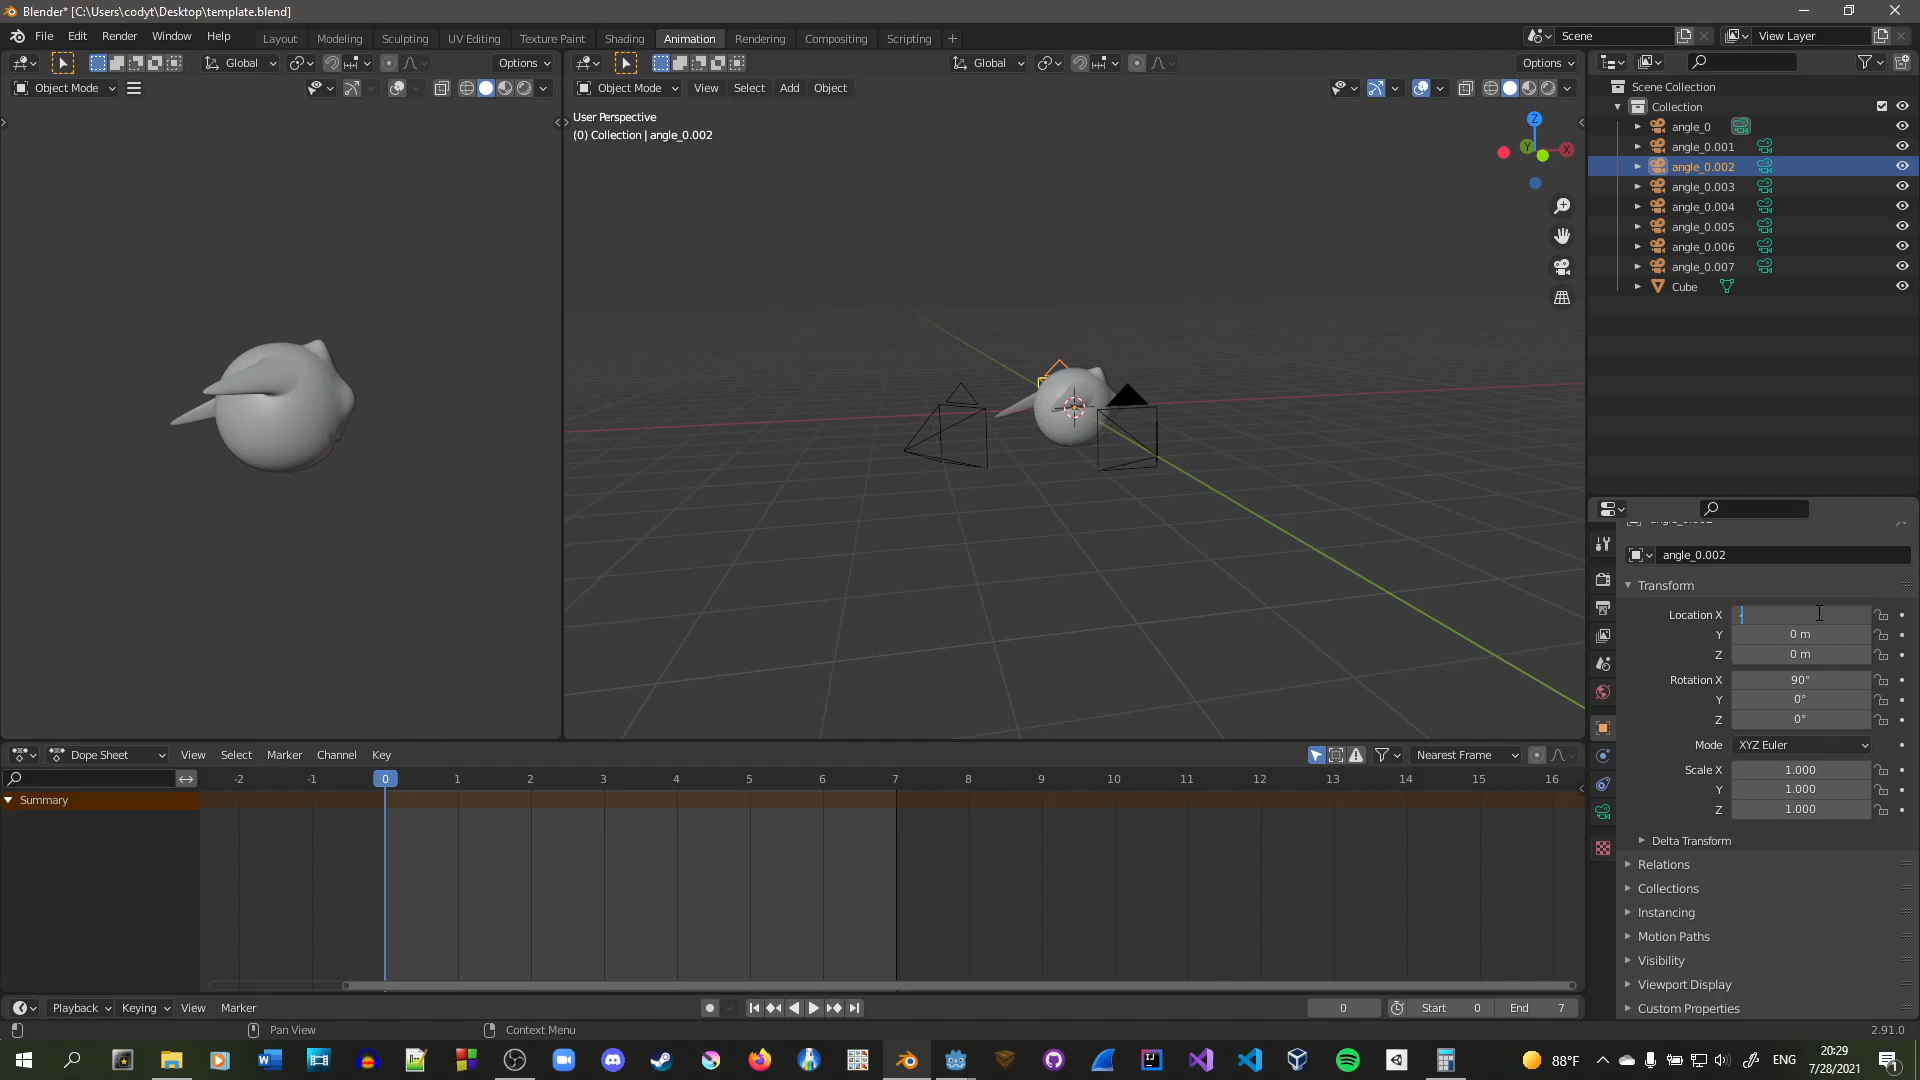 Blender* [C:\Users\codyt\Desktop\template.blend]
File Edit Render Window Help
Layout Modeling Sculpting UV Editing Texture Paint Shading Animation Rendering Compositing Scripting
Scene
View Layer
Global Options
Global Options
Object Mode
Object Mode View Select Add Object
User Perspective
(0) Collection | angle_0.002
Z
Y
X
Scene Collection
Collection
angle_0
angle_0.001
angle_0.002
angle_0.003
angle_0.004
angle_0.005
angle_0.006
angle_0.007
Cube
angle_0.002
Transform
Location X
Y 0 m
Z 0 m
Rotation X 90°
Y 0°
Z 0°
Mode XYZ Euler
Scale X 1.000
Y 1.000
Z 1.000
Delta Transform
Relations
Collections
Instancing
Motion Paths
Visibility
Viewport Display
Custom Properties
Dope Sheet View Select Marker Channel Key Nearest Frame
-2 -1 0 1 2 3 4 5 6 7 8 9 10 11 12 13 14 15 16
Summary
Playback Keying View Marker 0 Start 0 End 7
Pan View Context Menu 2.91.0
88°F ENG 20:29
7/28/2021